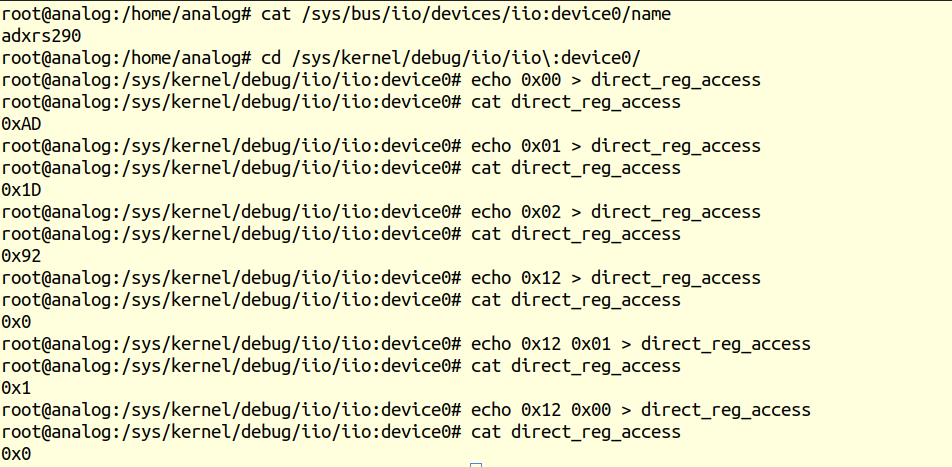 root@analog:/home/analog# cat /sys/bus/iio/devices/iio:device0/name
adxrs290
root@analog:/home/analog# cd /sys/kernel/debug/iio/iio\:device0/
root@analog:/sys/kernel/debug/iio/iio:device0# echo 0x00 > direct_reg_access
root@analog:/sys/kernel/debug/iio/iio:device0# cat direct_reg_access
0xAD
root@analog:/sys/kernel/debug/iio/iio:device0# echo 0x01 > direct_reg_access
root@analog:/sys/kernel/debug/iio/iio:device0# cat direct_reg_access
0x1D
root@analog:/sys/kernel/debug/iio/iio:device0# echo 0x02 > direct_reg_access
root@analog:/sys/kernel/debug/iio/iio:device0# cat direct_reg_access
0x92
root@analog:/sys/kernel/debug/iio/iio:device0# echo 0x12 > direct_reg_access
root@analog:/sys/kernel/debug/iio/iio:device0# cat direct_reg_access
0x0
root@analog:/sys/kernel/debug/iio/iio:device0# echo 0x12 0x01 > direct_reg_access
root@analog:/sys/kernel/debug/iio/iio:device0# cat direct_reg_access
0x1
root@analog:/sys/kernel/debug/iio/iio:device0# echo 0x12 0x00 > direct_reg_access
root@analog:/sys/kernel/debug/iio/iio:device0# cat direct_reg_access
0x0